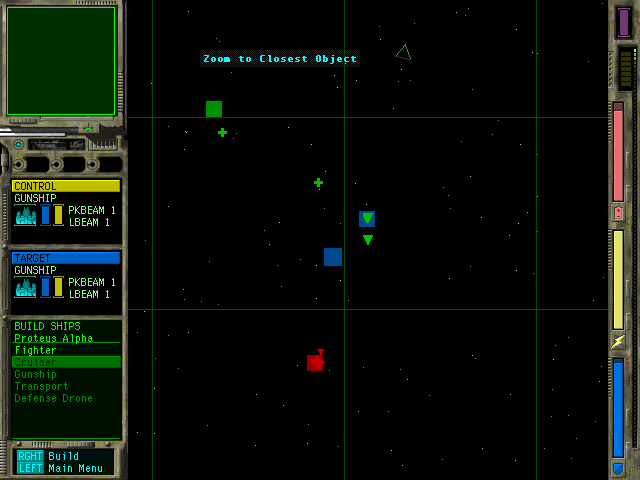 Zoom to Closest Object
CONTROL
GUNSHIP
PKBEAM 1
LBEAM 1
TARGET
GUNSHIP
PKBEAM 1
LBEAM 1
BUILD SHIPS
Proteus Alpha
Fighter
Cruiser
Gunship
Transport
Defense Drone
RGHT Build
LEFT Main Menu